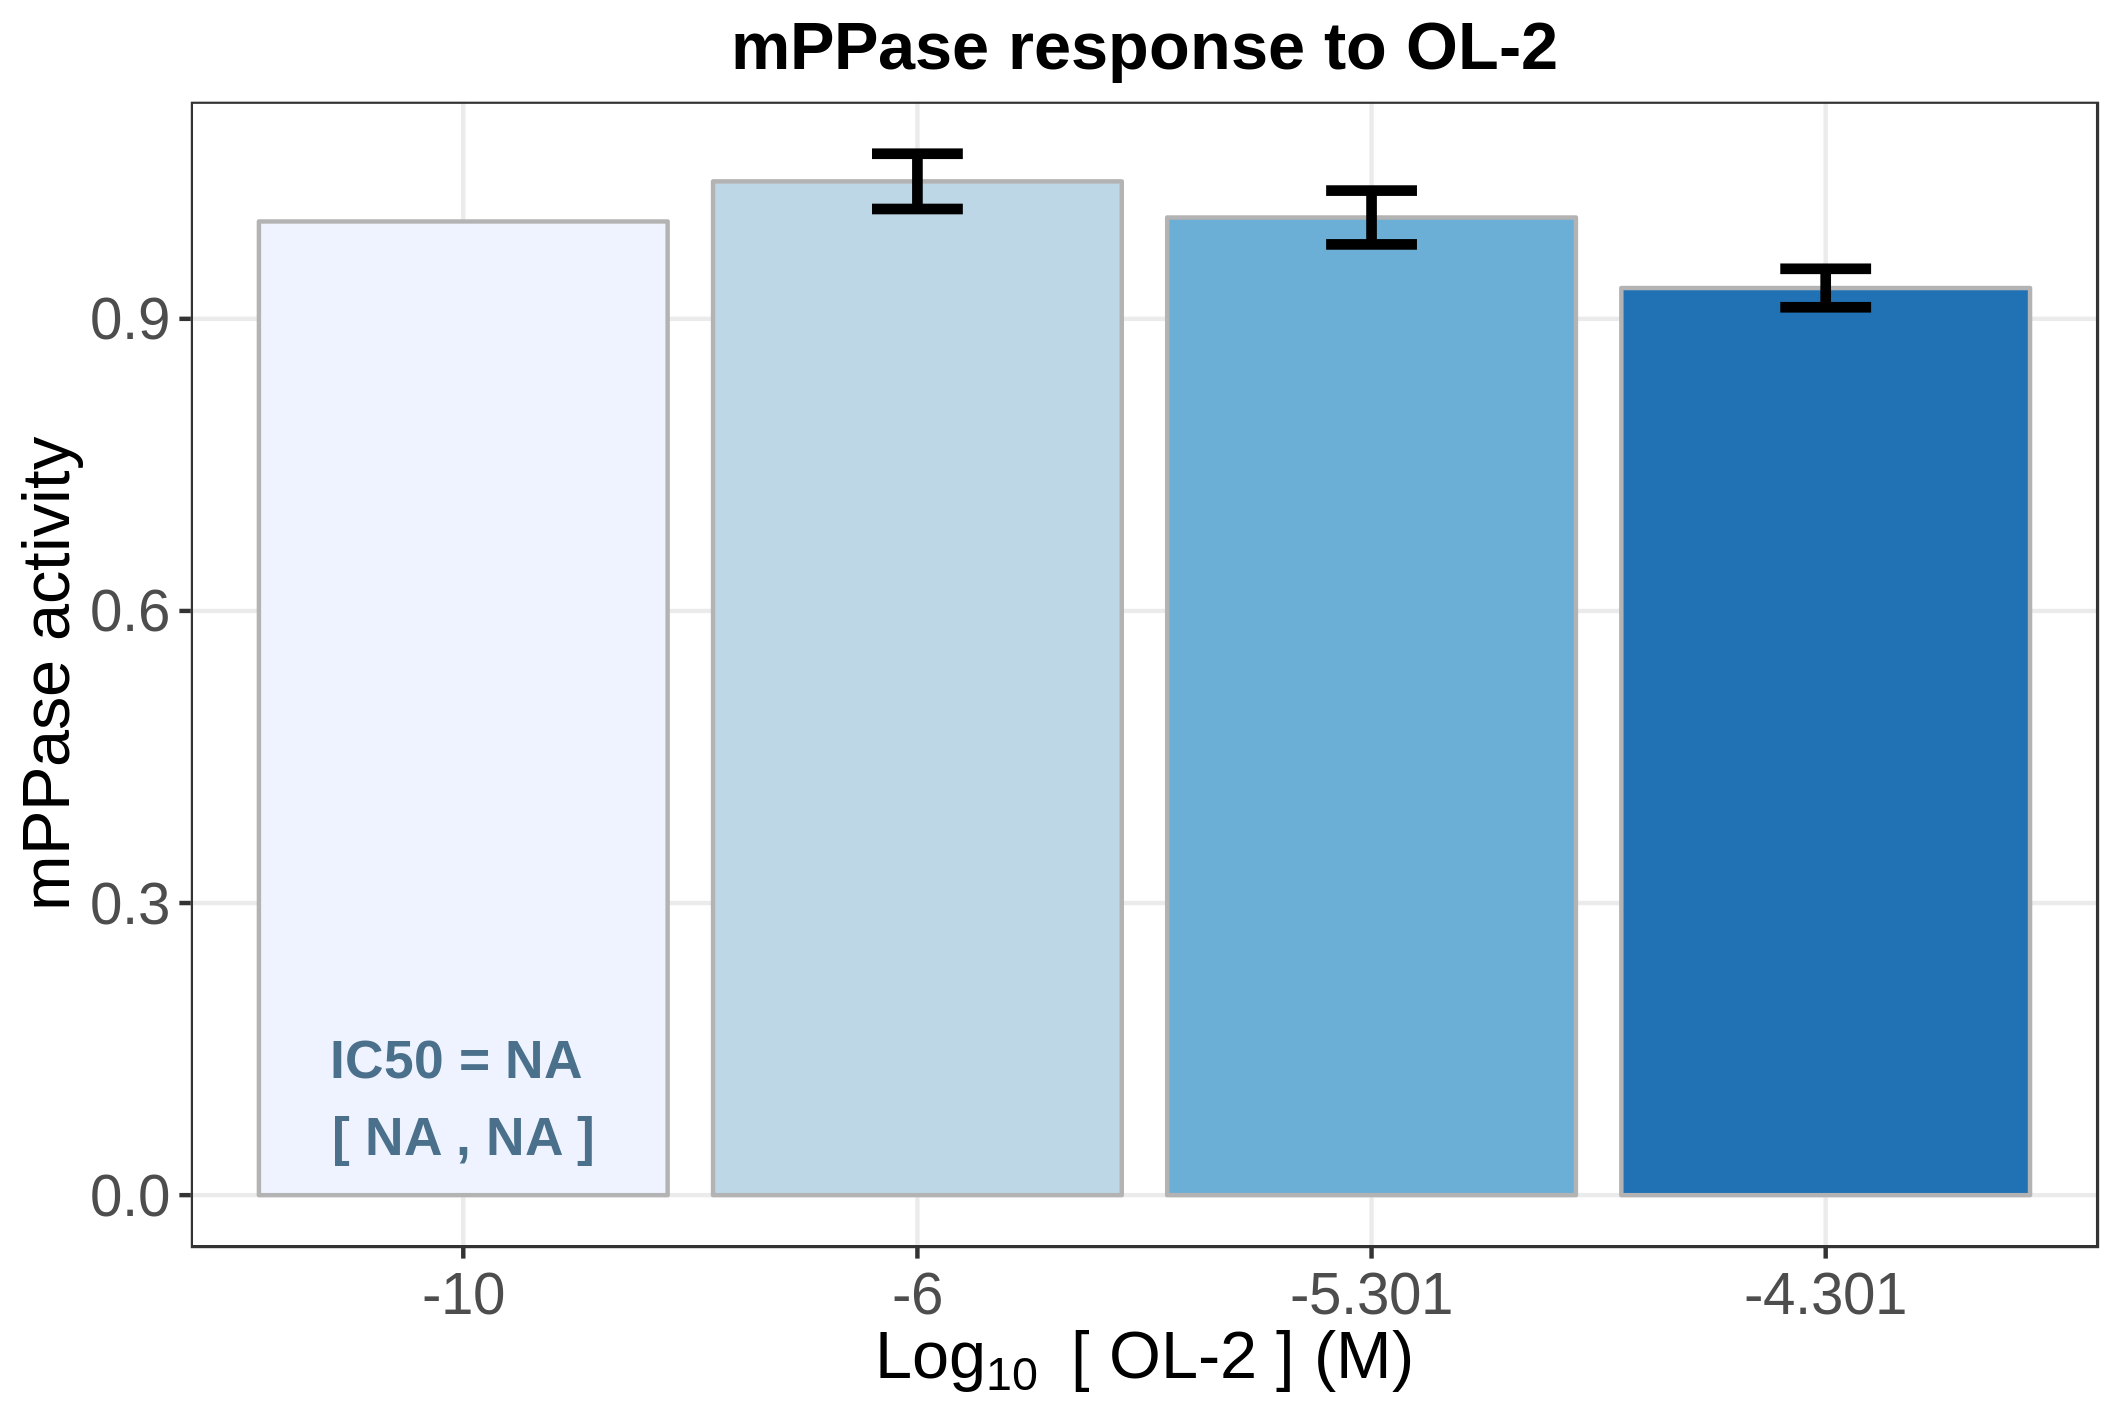 mPPase response to OL-2
mPPase activity
0.9
0.6
0.3
0.0
IC50 = NA
[ NA , NA ]
-10 -6 -5.301 -4.301
Log10 [ OL-2 ] (M)